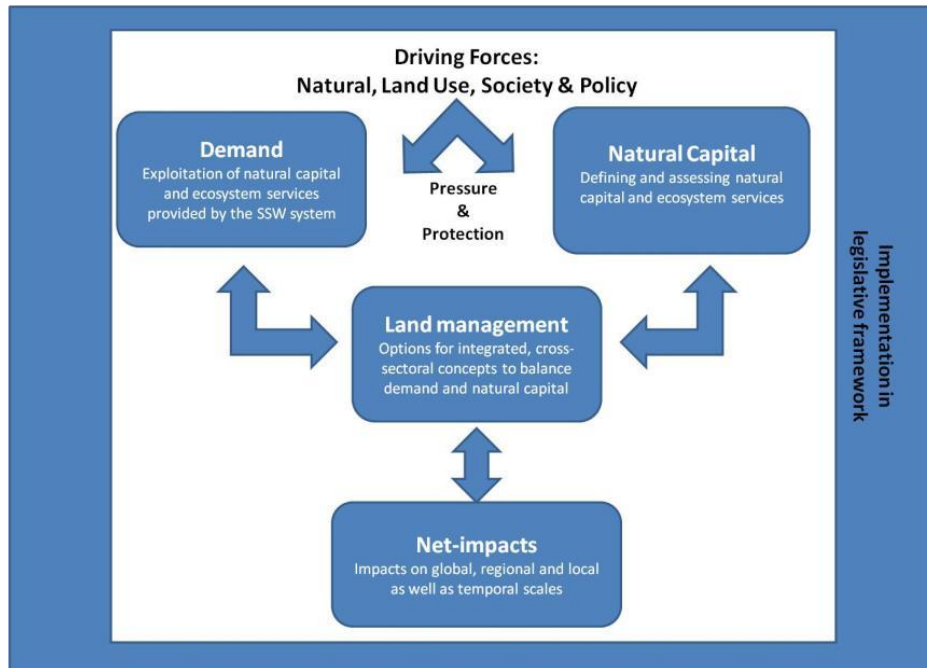 Driving Forces:
Natural, Land Use, Society & Policy
Demand
Exploitation of natural capital
and ecosystem services
provided by the SSW system
Pressure
&
Protection
Natural Capital
Defining and assessing natural
capital and ecosystem services
Land management
Options for integrated, cross-
sectoral concepts to balance
demand and natural capital
Net-impacts
Impacts on global, regional and local
as well as temporal scales
Implementation in
legislative framework